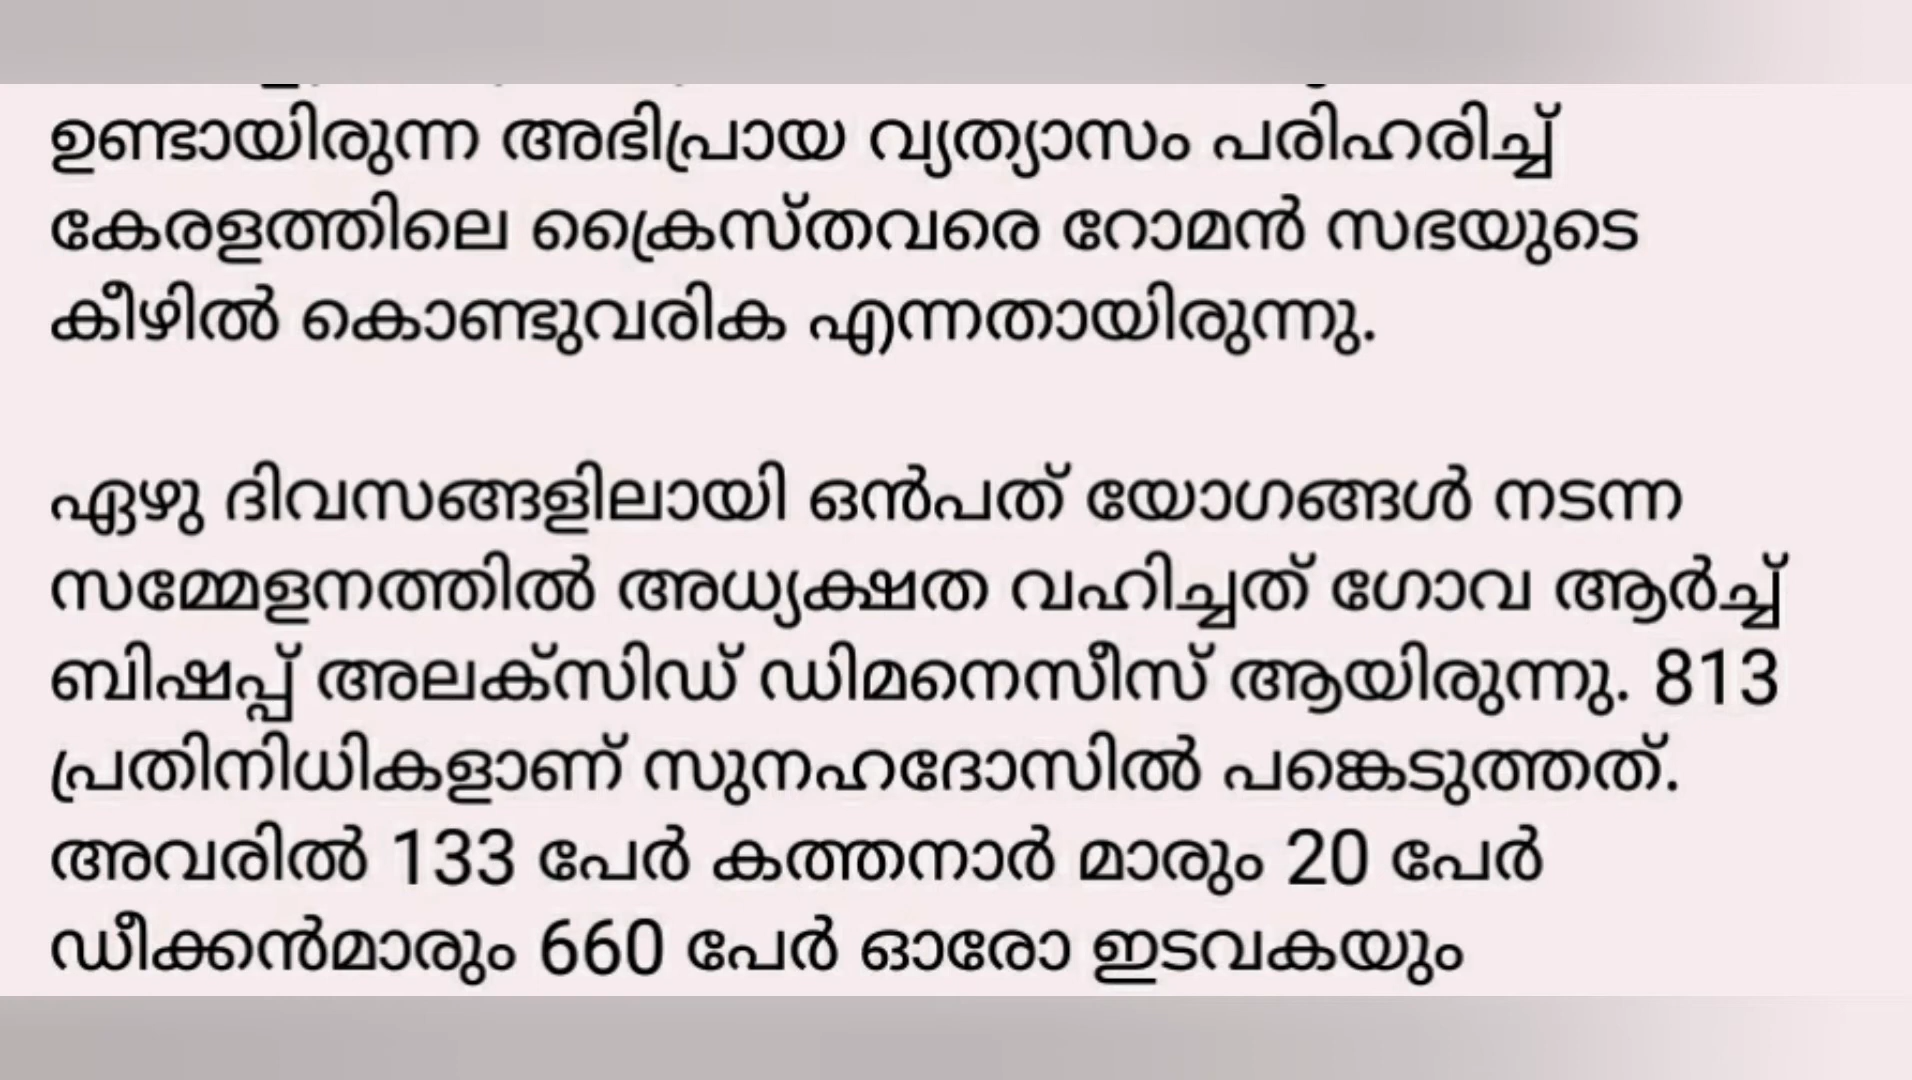 ഉണ്ടായിരുന്ന അഭിപ്രായ വ്യത്യാസം പരിഹരിച്ച്
കേരളത്തിലെ ക്രൈസ്തവരെ റോമൻ സഭയുടെ
കീഴിൽ കൊണ്ടുവരിക എന്നതായിരുന്നു.
ഏഴു ദിവസങ്ങളിലായി ഒൻപത് യോഗങ്ങൾ നടന്ന
സമ്മേളനത്തിൽ അധ്യക്ഷത വഹിച്ചത് ഗോവ ആർച്ച്
ബിഷപ്പ് അലക്സിഡ് ഡിമനെസീസ് ആയിരുന്നു. 813
പ്രതിനിധികളാണ് സുനഹദോസിൽ പങ്കെടുത്തത്.
അവരിൽ 133 പേർ കത്തനാർ മാരും 20 പേർ
ഡീക്കൻമാരും 660 പേർ ഓരോ ഇടവകയും